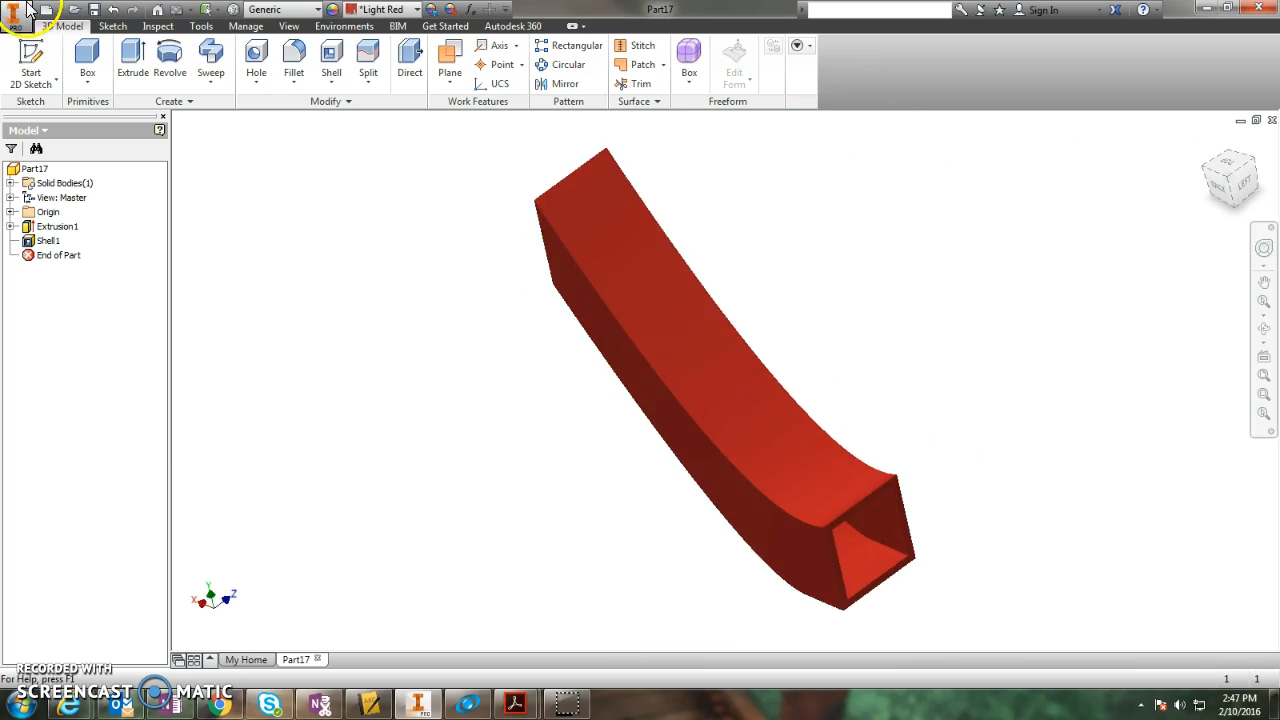 Generic
*Light Red
Part17
Sign In
PRO
3D Model
Sketch
Inspect
Tools
Manage
View
Environments
BIM
Get Started
Autodesk 360
Start
2D Sketch
Box
Extrude
Revolve
Sweep
Hole
Fillet
Shell
Split
Direct
Plane
Axis
Point
UCS
Rectangular
Circular
Mirror
Stitch
Patch
Trim
Box
Edit
Form
Sketch
Primitives
Create
Modify
Work Features
Pattern
Surface
Freeform
Model
Part17
Solid Bodies(1)
View: Master
Origin
Extrusion1
Shell1
End of Part
BACK
LEFT
Y
X
Z
My Home
Part17
RECORDED WITH
For Help, press F1
1
1
SCREENCAST
MATIC
PRO
2:47 PM
2/10/2016